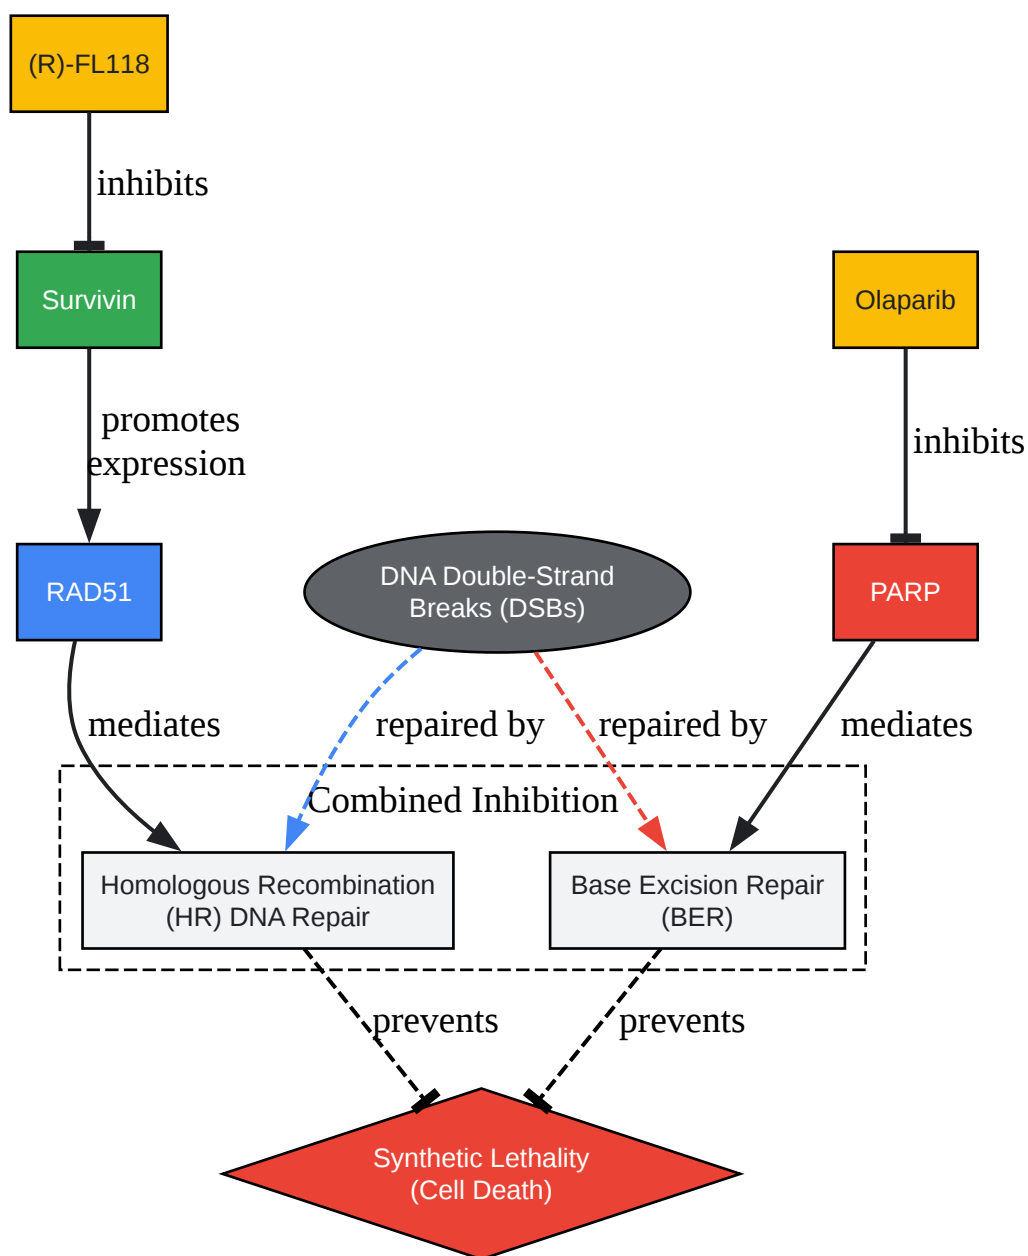 (R)-FL118
inhibits
Survivin
Olaparib
promotes
expression
inhibits
RAD51
DNA Double-Strand
Breaks (DSBs)
PARP
mediates
repaired by
repaired by
mediates
Combined Inhibition
Homologous Recombination
(HR) DNA Repair
Base Excision Repair
(BER)
prevents
prevents
Synthetic Lethality
(Cell Death)